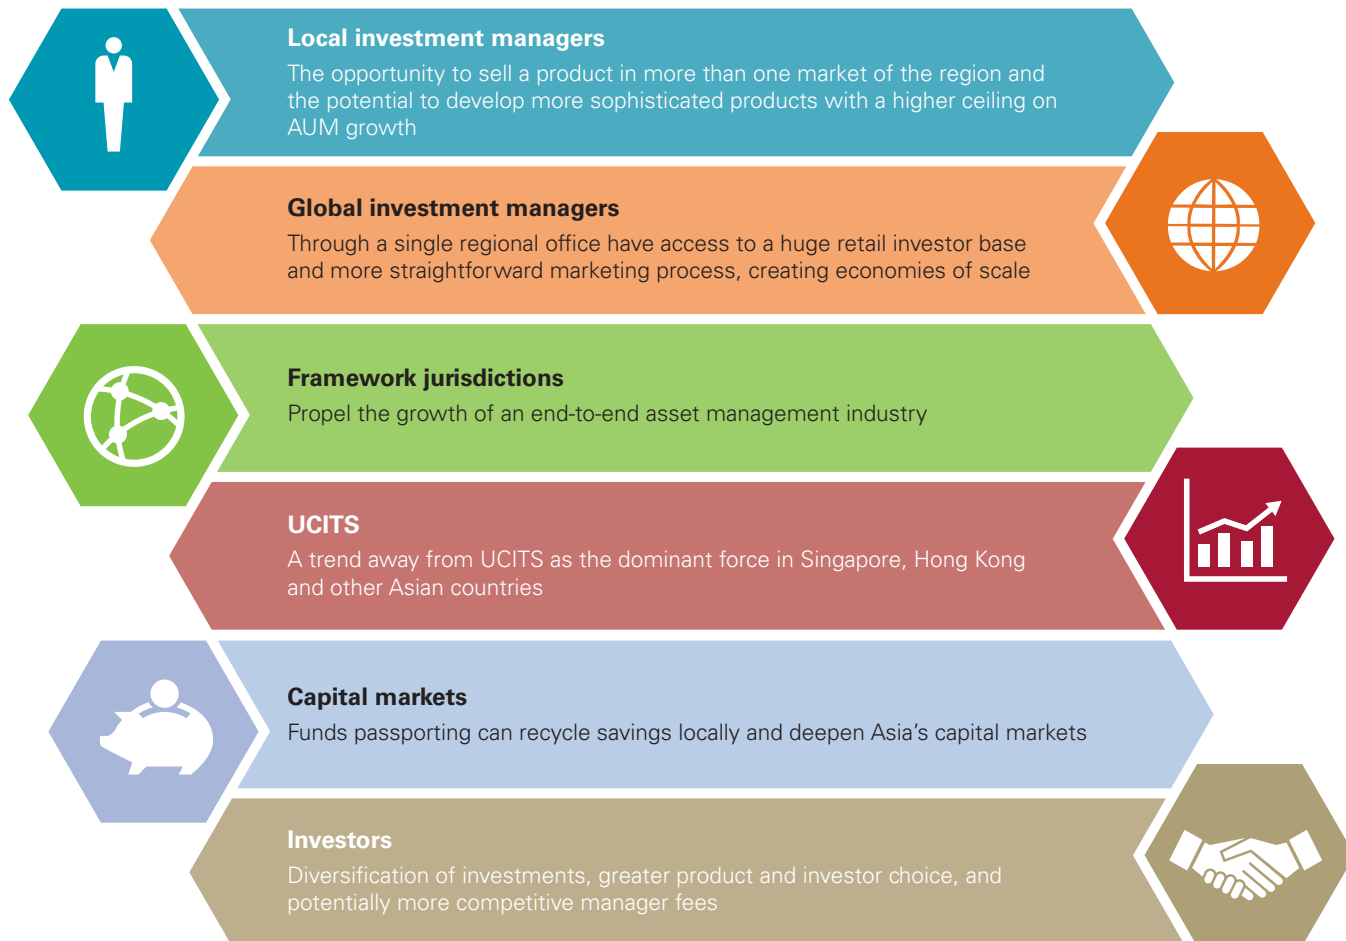 Local investment managers
The opportunity to sell a product in more than one market of the region and
the potential to develop more sophisticated products with a higher ceiling on
AUM growth
Global investment managers
Through a single regional office have access to a huge retail investor base
and more straightforward marketing process, creating economies of scale
Framework jurisdictions
Propel the growth of an end-to-end asset management industry
UCITS
A trend away from UCITS as the dominant force in Singapore, Hong Kong
and other Asian countries
Capital markets
Funds passporting can recycle savings locally and deepen Asia’s capital markets
Investors
Diversification of investments, greater product and investor choice, and
potentially more competitive manager fees